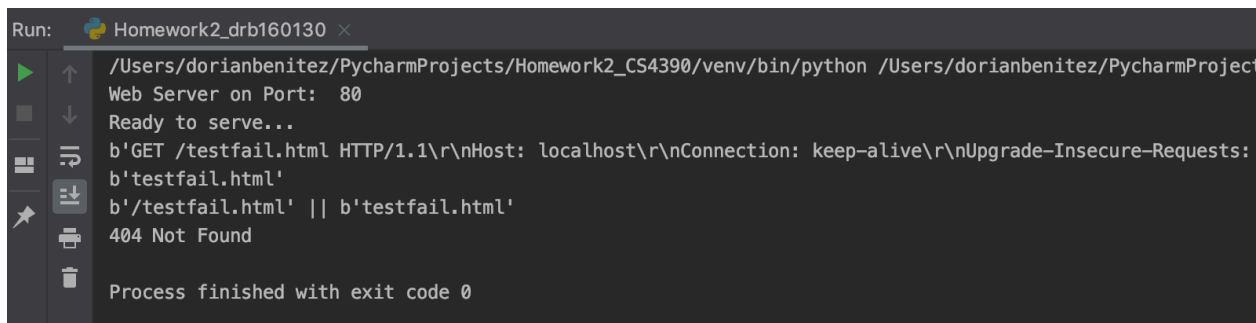 Run: Homework2_drb160130 ×
/Users/dorianbenitez/PycharmProjects/Homework2_CS4390/venv/bin/python /Users/dorianbenitez/PycharmProject
Web Server on Port:  80
Ready to serve...
b'GET /testfail.html HTTP/1.1\r\nHost: localhost\r\nConnection: keep-alive\r\nUpgrade-Insecure-Requests:
b'testfail.html'
b'/testfail.html' || b'testfail.html'
404 Not Found
Process finished with exit code 0